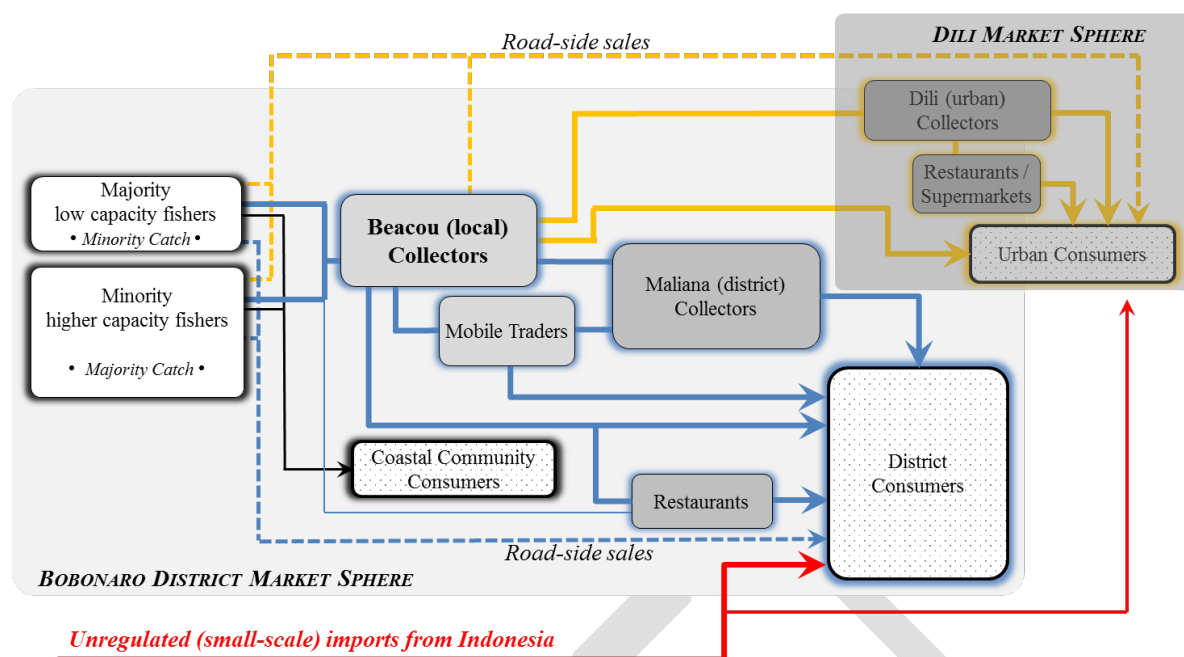 Road-side sales
DILI MARKET SPHERE
Dili (urban)
Collectors
Restaurants /
Supermarkets
Urban Consumers
Majority
low capacity fishers
• Minority Catch •
Minority
higher capacity fishers
• Majority Catch •
Beacou (local)
Collectors
Maliana (district)
Collectors
Mobile Traders
Coastal Community
Consumers
Restaurants
District
Consumers
Road-side sales
BOBONARO DISTRICT MARKET SPHERE
Unregulated (small-scale) imports from Indonesia